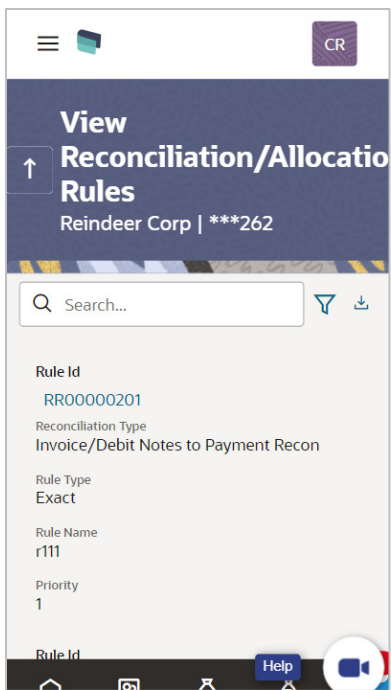 CR
View
Reconciliation/Allocatio
Rules
Reindeer Corp | ***262
Search...
Rule Id
RR00000201
Reconciliation Type
Invoice/Debit Notes to Payment Recon
Rule Type
Exact
Rule Name
r111
Priority
1
Rule Id
Help